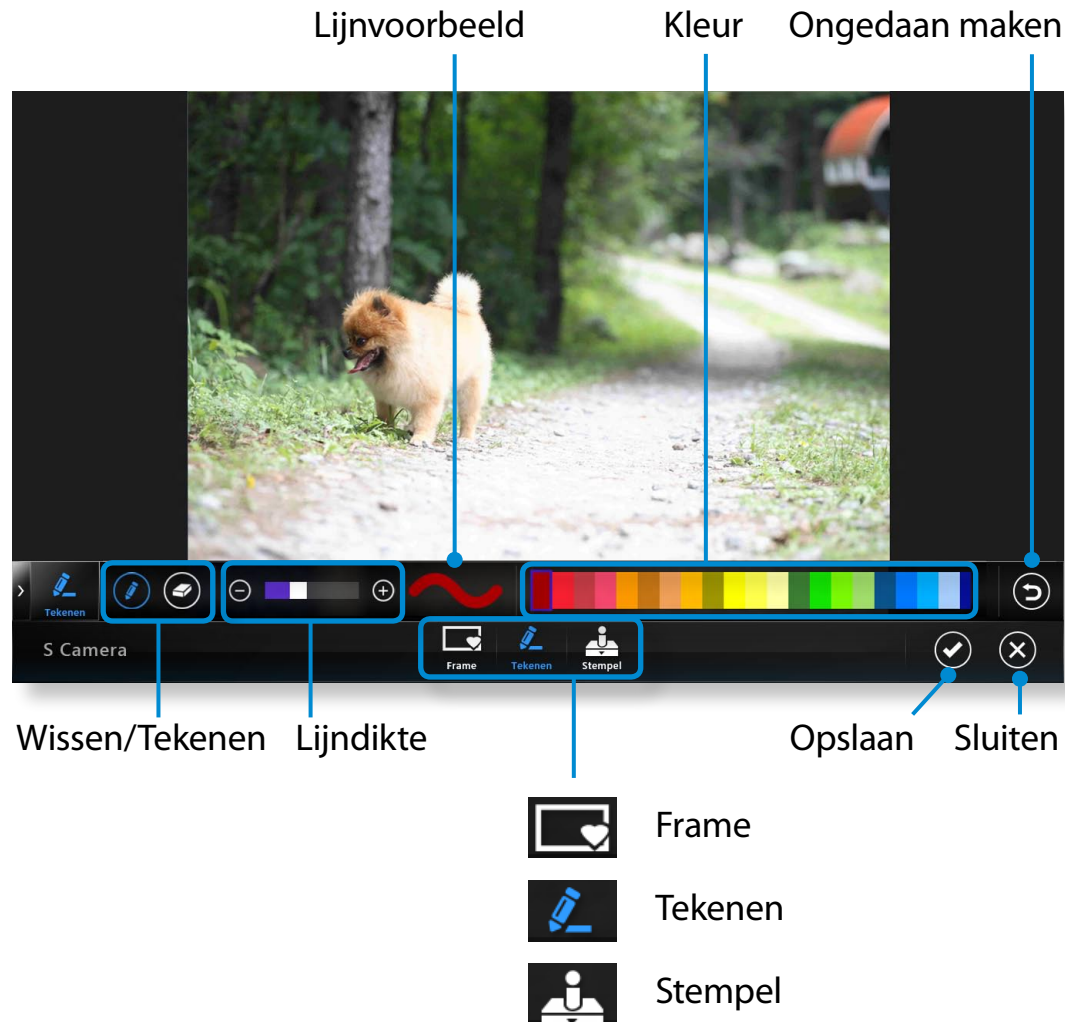 Lijnvoorbeeld Kleur Ongedaan maken
Tekenen
S Camera
Frame Tekenen Stempel
Wissen/Tekenen Lijndikte Opslaan Sluiten
Frame
Tekenen
Stempel